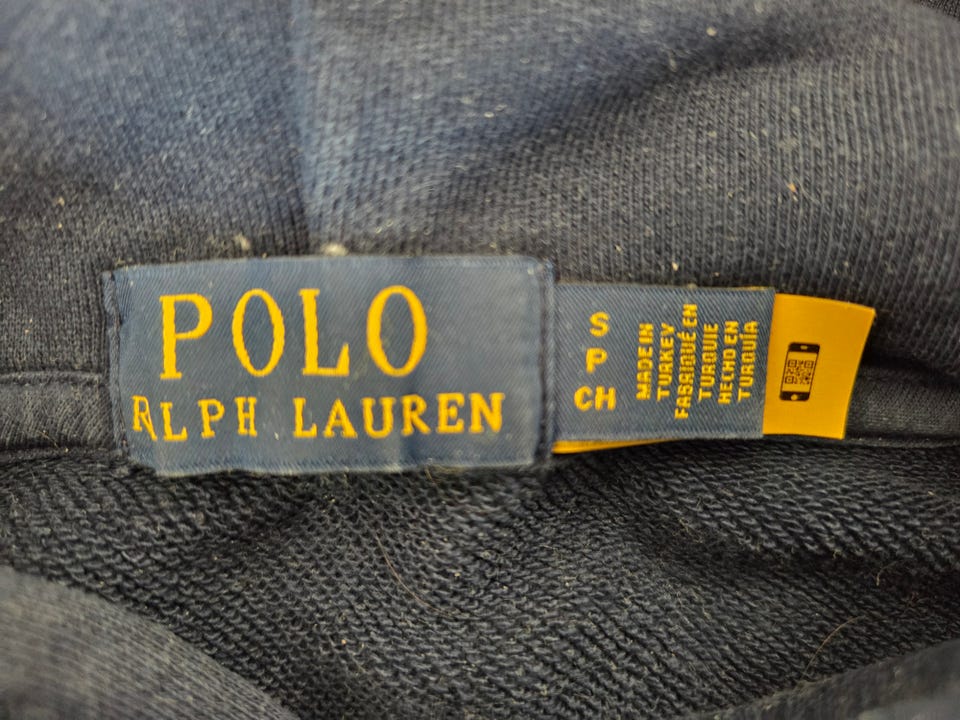 POLO
RLPH LAUREN
S
P
CH
MADE IN
TURKEY
FABRIQUÉ EN
TURQUIE
HECHO EN
TURQUÍA